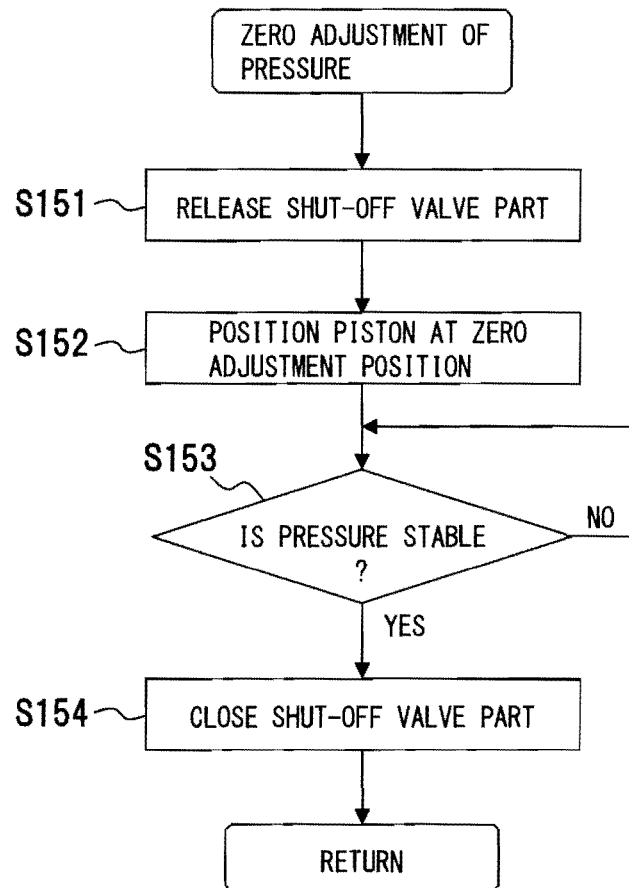 ZERO ADJUSTMENT OF
PRESSURE
S151
RELEASE SHUT-OFF VALVE PART
S152
POSITION PISTON AT ZERO
ADJUSTMENT POSITION
S153
IS PRESSURE STABLE
?
NO
YES
S154
CLOSE SHUT-OFF VALVE PART
RETURN